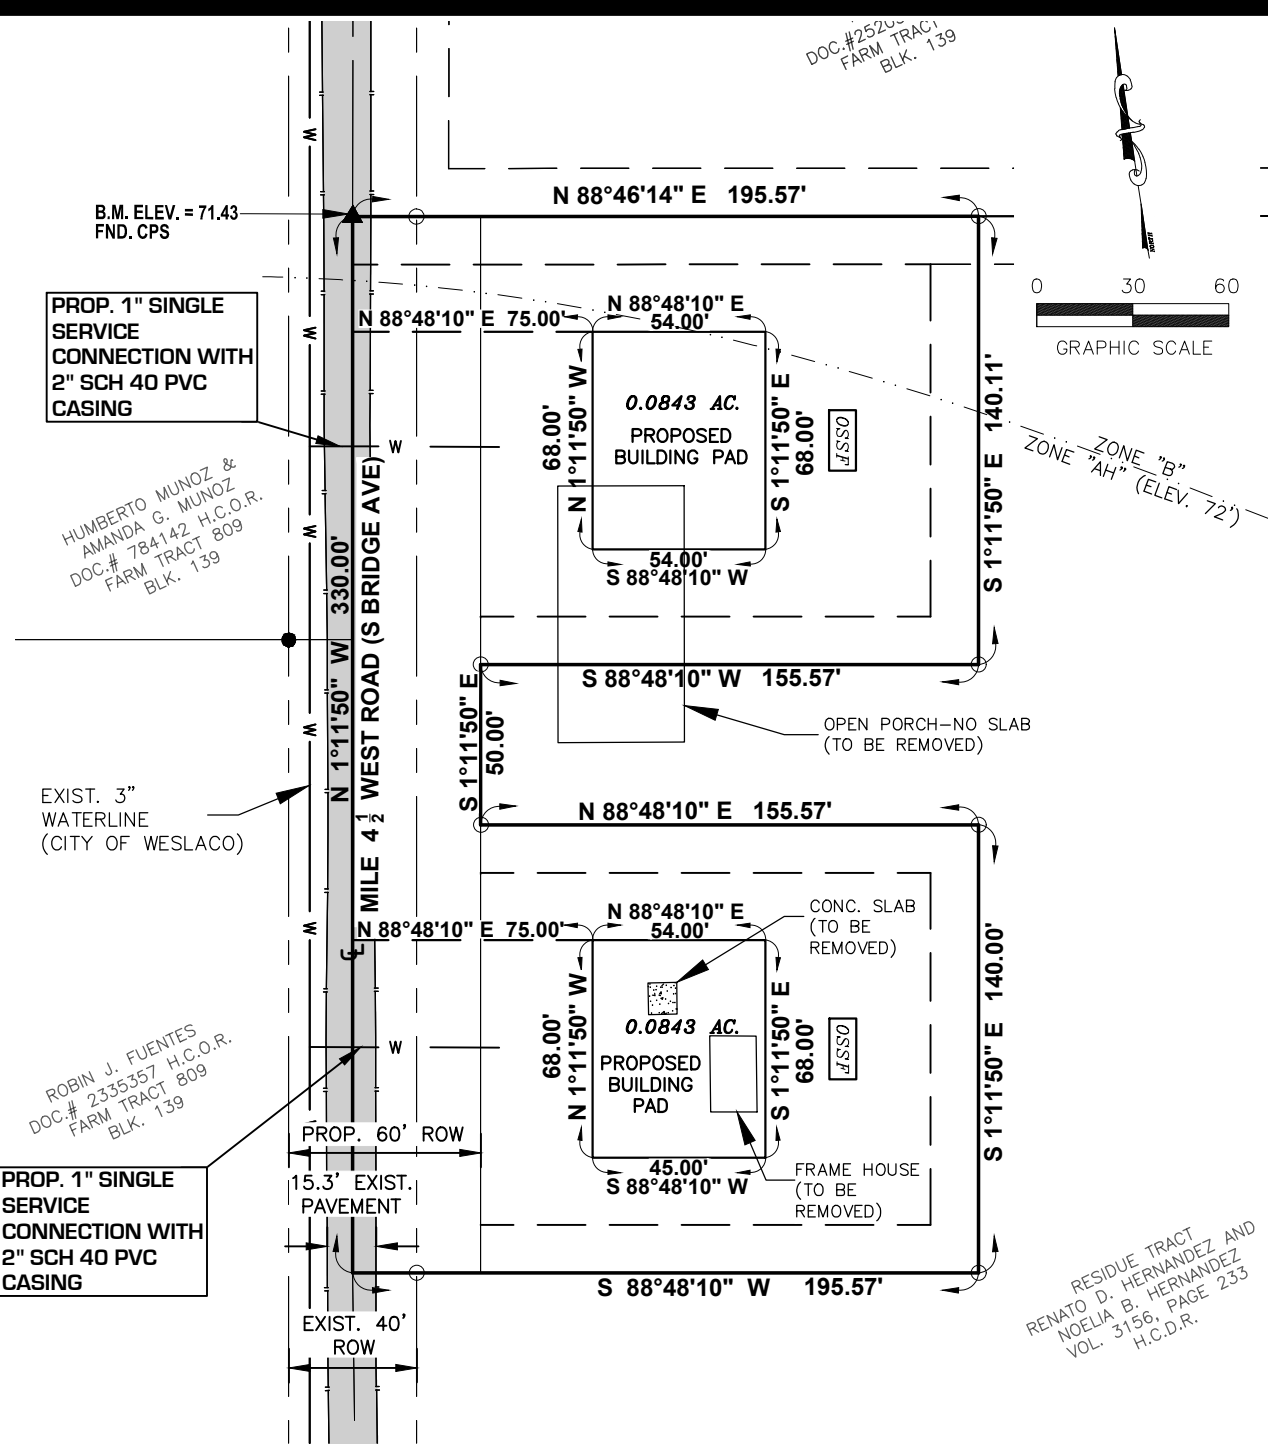 DOC.#25205
FARM TRACT
BLK. 139
NORTH
N 88°46'14" E 195.57'
B.M. ELEV. = 71.43
FND. CPS
0 30 60
GRAPHIC SCALE
PROP. 1" SINGLE
SERVICE
CONNECTION WITH
2" SCH 40 PVC
CASING
N 88°48'10" E 75.00'
N 88°48'10" E
54.00'
N 1°11'50" W
68.00'
0.0843 AC.
PROPOSED
BUILDING PAD
S 1°11'50" E
68.00'
OSSF
S 1°11'50" E 140.11'
ZONE "B"
ZONE "AH" (ELEV. 72')
54.00'
S 88°48'10" W
W
W
W
W
W
W
HUMBERTO MUNOZ &
AMANDA G. MUNOZ
DOC.# 784142 H.C.O.R.
FARM TRACT 809
BLK. 139
N 1°11'50" W 330.00'
MILE 4 1/2 WEST ROAD (S BRIDGE AVE)
S 88°48'10" W 155.57'
S 1°11'50" E
50.00'
OPEN PORCH-NO SLAB
(TO BE REMOVED)
EXIST. 3"
WATERLINE
(CITY OF WESLACO)
N 88°48'10" E 155.57'
CONC. SLAB
(TO BE
REMOVED)
N 88°48'10" E 75.00'
N 88°48'10" E
54.00'
CL
N 1°11'50" W
68.00'
0.0843 AC.
PROPOSED
BUILDING
PAD
S 1°11'50" E
68.00'
OSSF
S 1°11'50" E 140.00'
W
ROBIN J. FUENTES
DOC.# 2335357 H.C.O.R.
FARM TRACT 809
BLK. 139
PROP. 60' ROW
15.3' EXIST.
PAVEMENT
45.00'
S 88°48'10" W
FRAME HOUSE
(TO BE
REMOVED)
PROP. 1" SINGLE
SERVICE
CONNECTION WITH
2" SCH 40 PVC
CASING
S 88°48'10" W 195.57'
EXIST. 40'
ROW
RESIDUE TRACT
RENATO D. HERNANDEZ AND
NOELIA B. HERNANDEZ
VOL. 3156, PAGE 233
H.C.D.R.